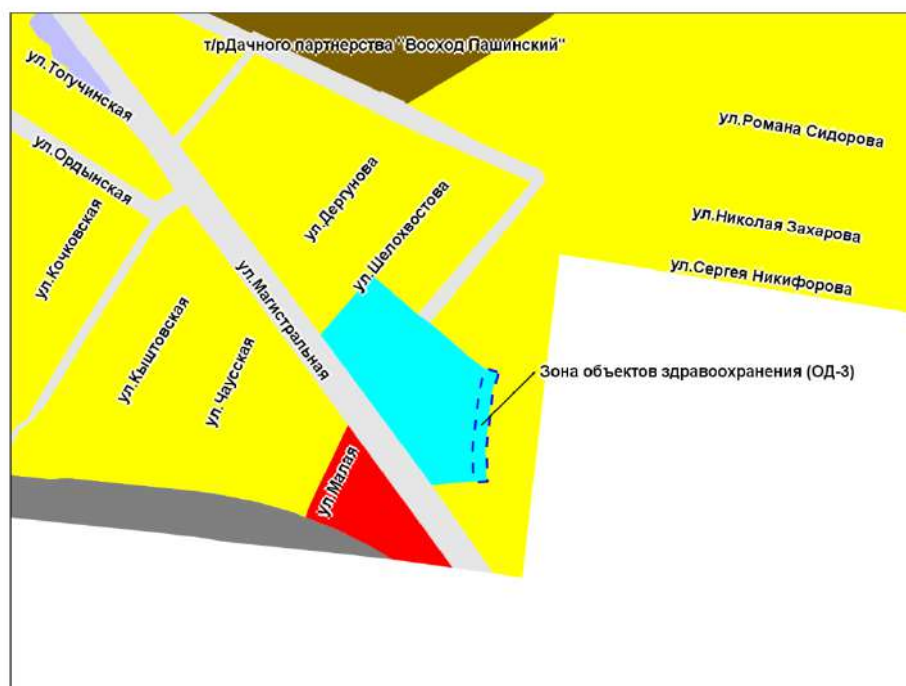 т/рДачного партнерства "Восход Пашинский"
ул.Тогучинская
ул.Романа Сидорова
ул.Ордынская
ул.Дергунова
ул.Шелохвостова
ул.Кочковская
ул.Николая Захарова
ул.Сергея Никифорова
ул.Магистральная
ул.Кыштовская
ул.Чаусская
Зона объектов здравоохранения (ОД-3)
ул.Малая